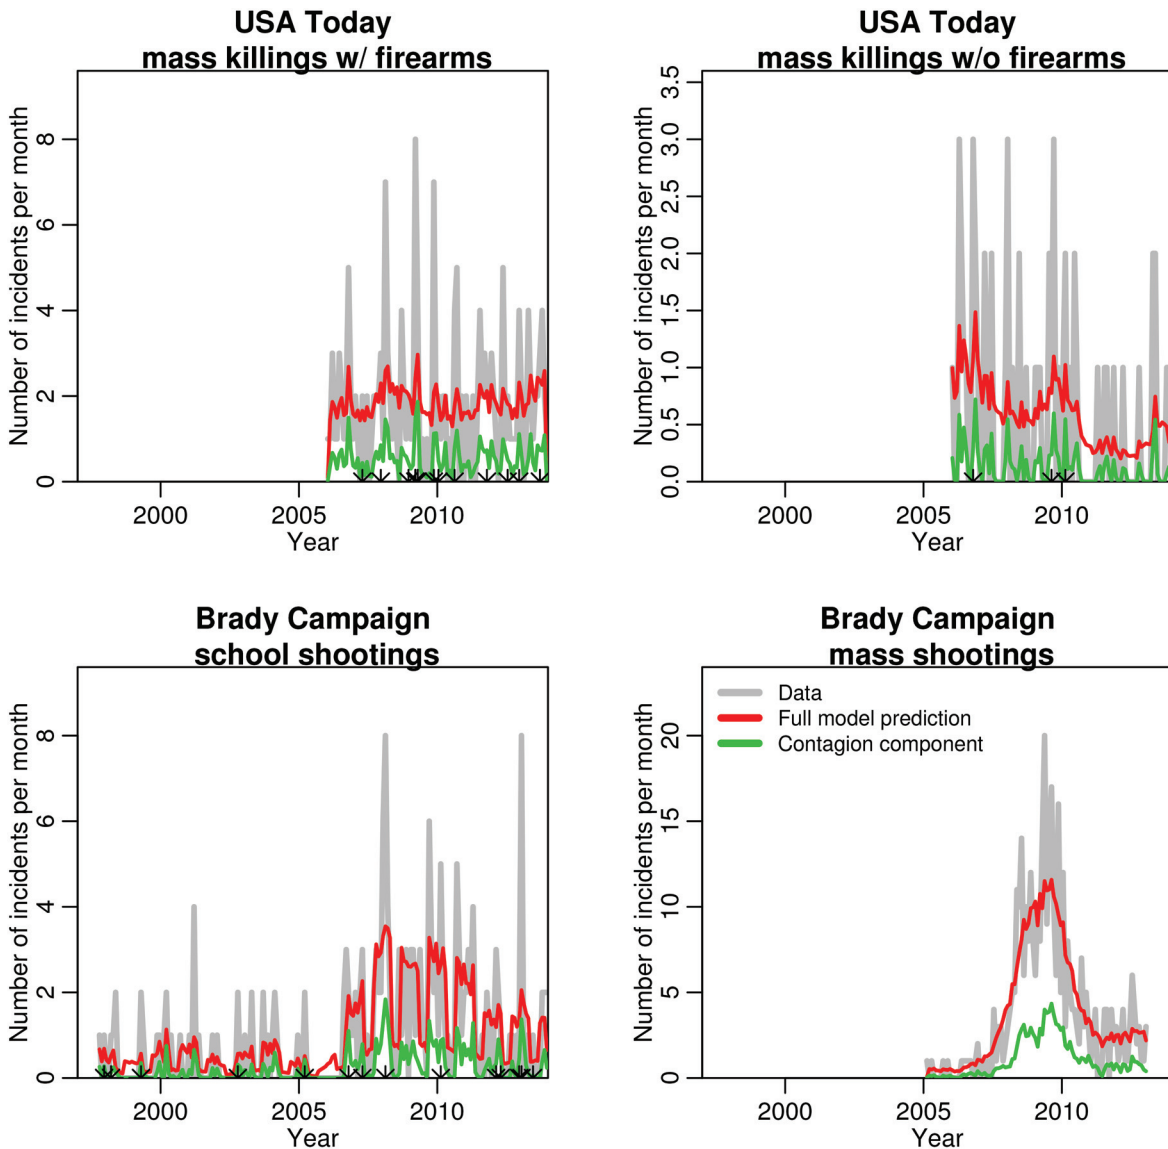 USA Today
mass killings w/ firearms
Number of incidents per month
8
6
4
2
0
2000
2005
2010
Year
USA Today
mass killings w/o firearms
Number of incidents per month
3.5
3.0
2.5
2.0
1.5
1.0
0.5
0.0
2000
2005
2010
Year
Brady Campaign
school shootings
Number of incidents per month
8
6
4
2
0
2000
2005
2010
Year
Brady Campaign
mass shootings
Data
Full model prediction
Contagion component
Number of incidents per month
20
15
10
5
0
2000
2005
2010
Year